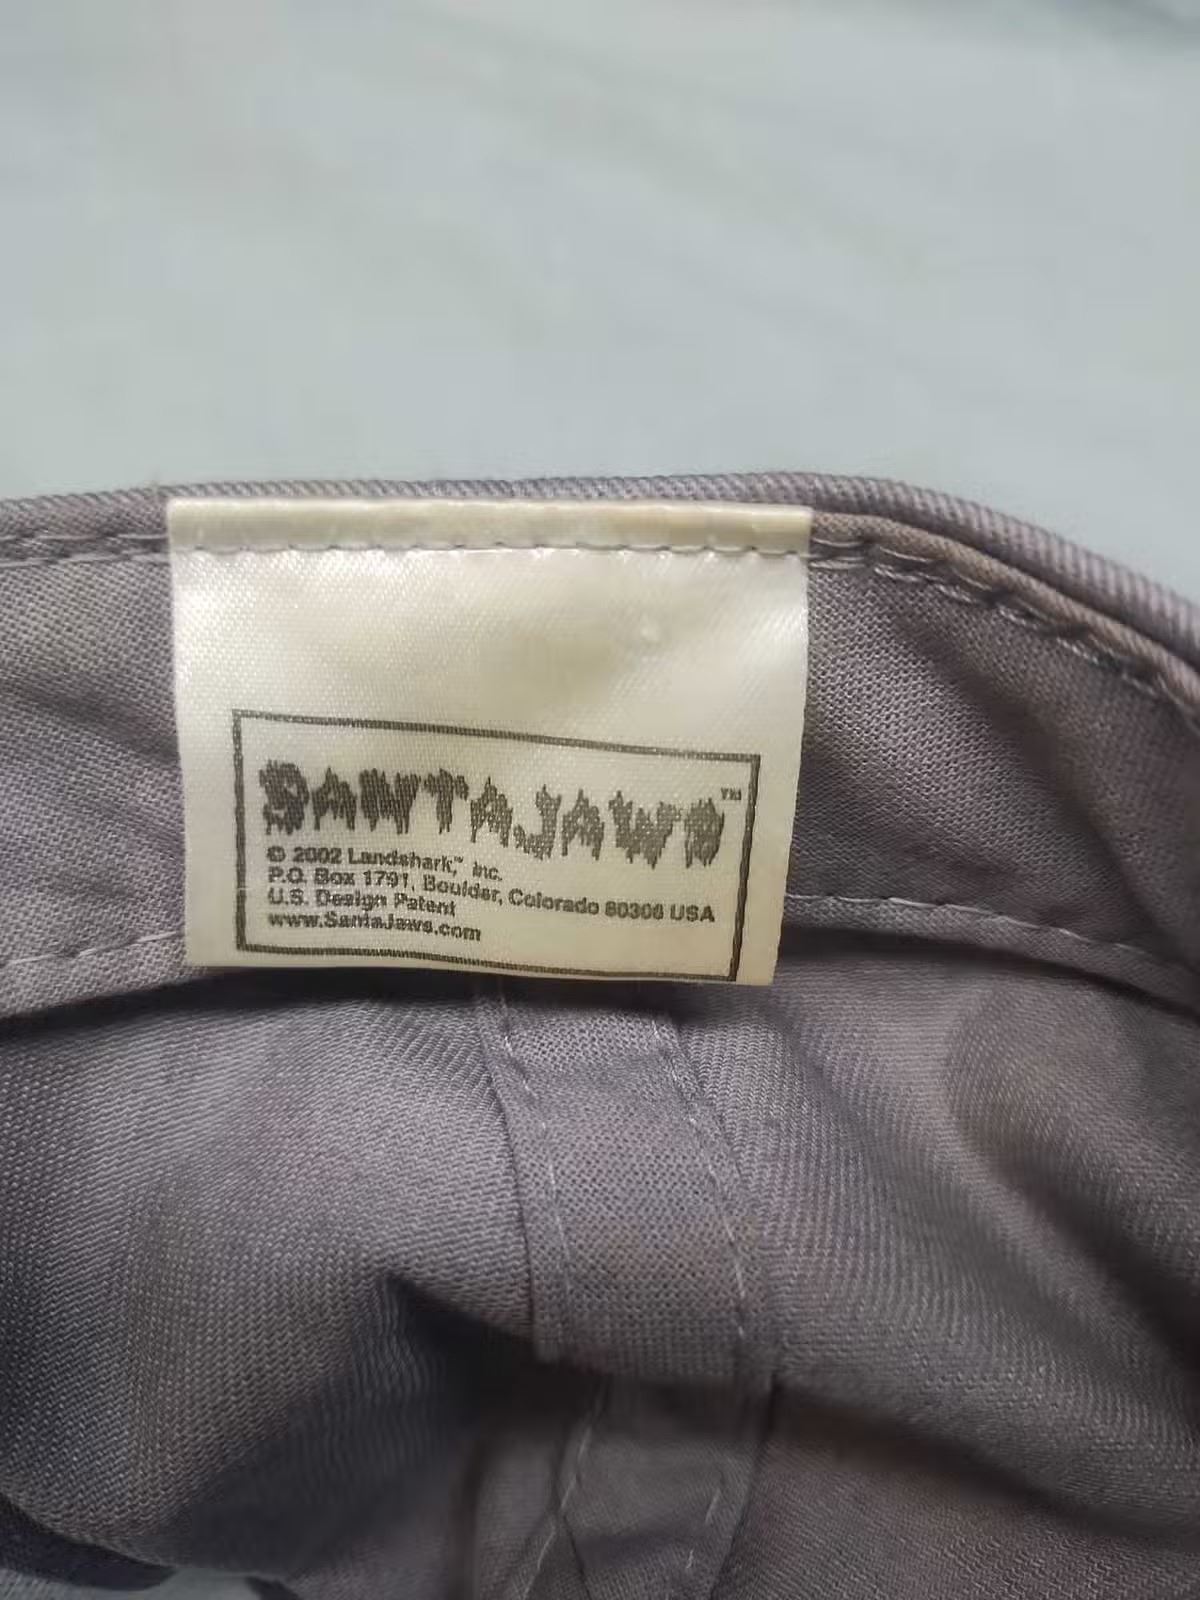 SANTAJAWS™
© 2002 Landshark,™ Inc.
P.O. Box 1791, Boulder, Colorado 80306 USA
U.S. Design Patent
www.SantaJaws.com